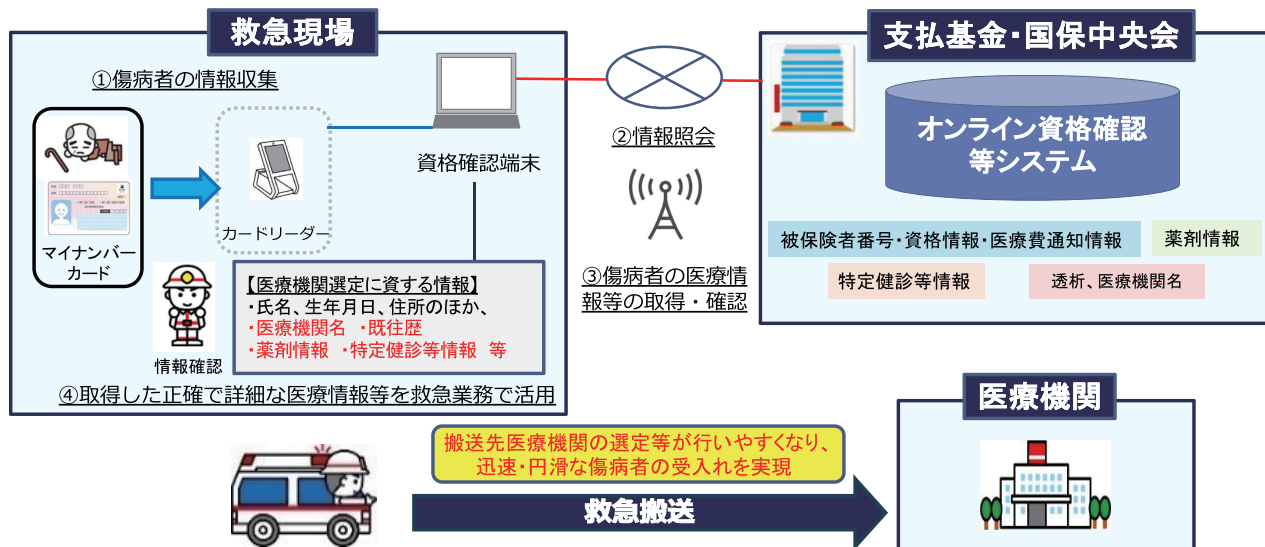 救急現場
①傷病者の情報収集
マイナンバー
カード
カードリーダー
資格確認端末
情報確認
【医療機関選定に資する情報】
・氏名、生年月日、住所のほか、
・医療機関名 ・既往歴
・薬剤情報 ・特定健診等情報 等
④取得した正確で詳細な医療情報等を救急業務で活用
②情報照会
③傷病者の医療情
報等の取得・確認
支払基金・国保中央会
オンライン資格確認
等システム
被保険者番号・資格情報・医療費通知情報
薬剤情報
特定健診等情報
透析、医療機関名
搬送先医療機関の選定等が行いやすくなり、
迅速・円滑な傷病者の受入れを実現
救急搬送
医療機関